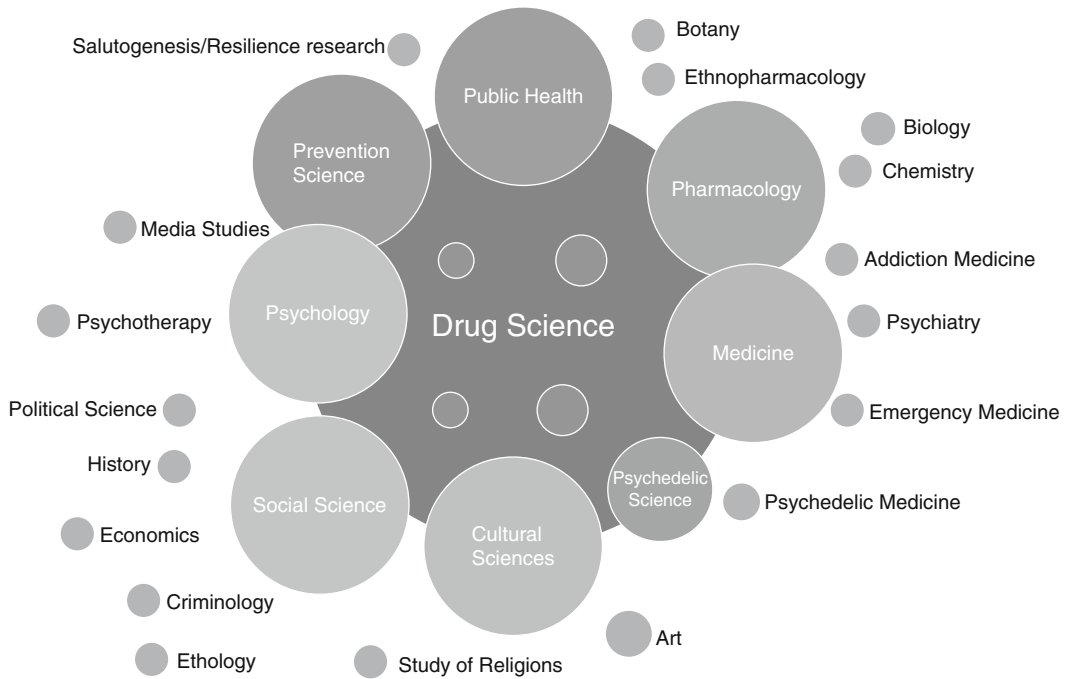 Salutogenesis/Resilience research
Public Health
Botany
Ethnopharmacology
Prevention
Science
Pharmacology
Biology
Chemistry
Media Studies
Addiction Medicine
Psychotherapy
Psychology
Drug Science
Medicine
Psychiatry
Political Science
Emergency Medicine
History
Social Science
Cultural
Sciences
Psychedelic
Science
Psychedelic Medicine
Economics
Criminology
Ethology
Study of Religions
Art